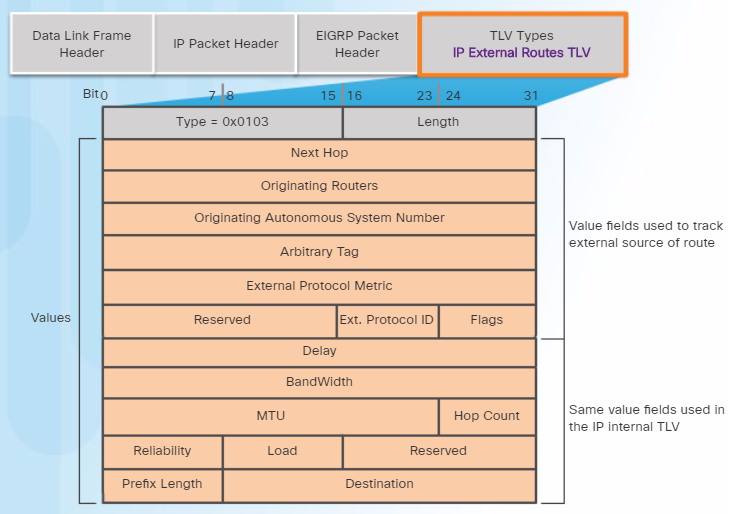 Data Link Frame
Header
IP Packet Header
EIGRP Packet
Header
TLV Types
IP External Routes TLV
Bit0 7 8 15 16 23 24 31
Type = 0x0103 Length
Next Hop
Originating Routers
Originating Autonomous System Number
Arbitrary Tag
External Protocol Metric
Reserved Ext. Protocol ID Flags
Delay
BandWidth
MTU Hop Count
Reliability Load Reserved
Prefix Length Destination
Values
Value fields used to track
external source of route
Same value fields used in
the IP internal TLV